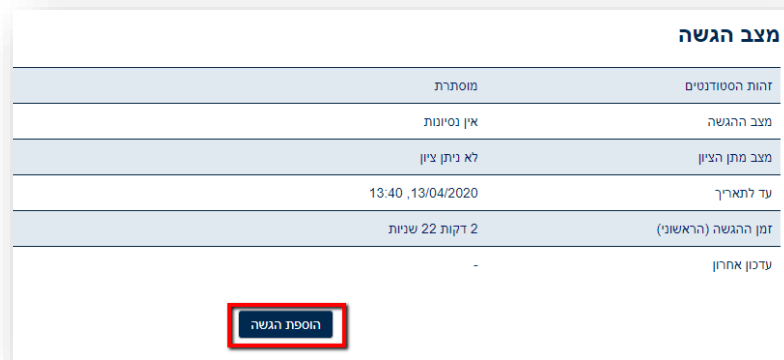 מצב הגשה
זהות הסטודנטים מוסתרת
מצב ההגשה אין נסיונות
מצב מתן הציון לא ניתן ציון
עד לתאריך 13/04/2020, 13:40
זמן ההגשה (הראשוני) 2 דקות 22 שניות
עדכון אחרון -
הוספת הגשה